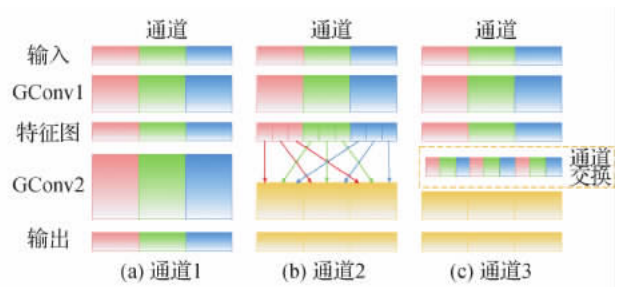 通道 通道 通道
输入
GConv1
特征图
通道
交换
GConv2
输出
(a) 通道1 (b) 通道2 (c) 通道3